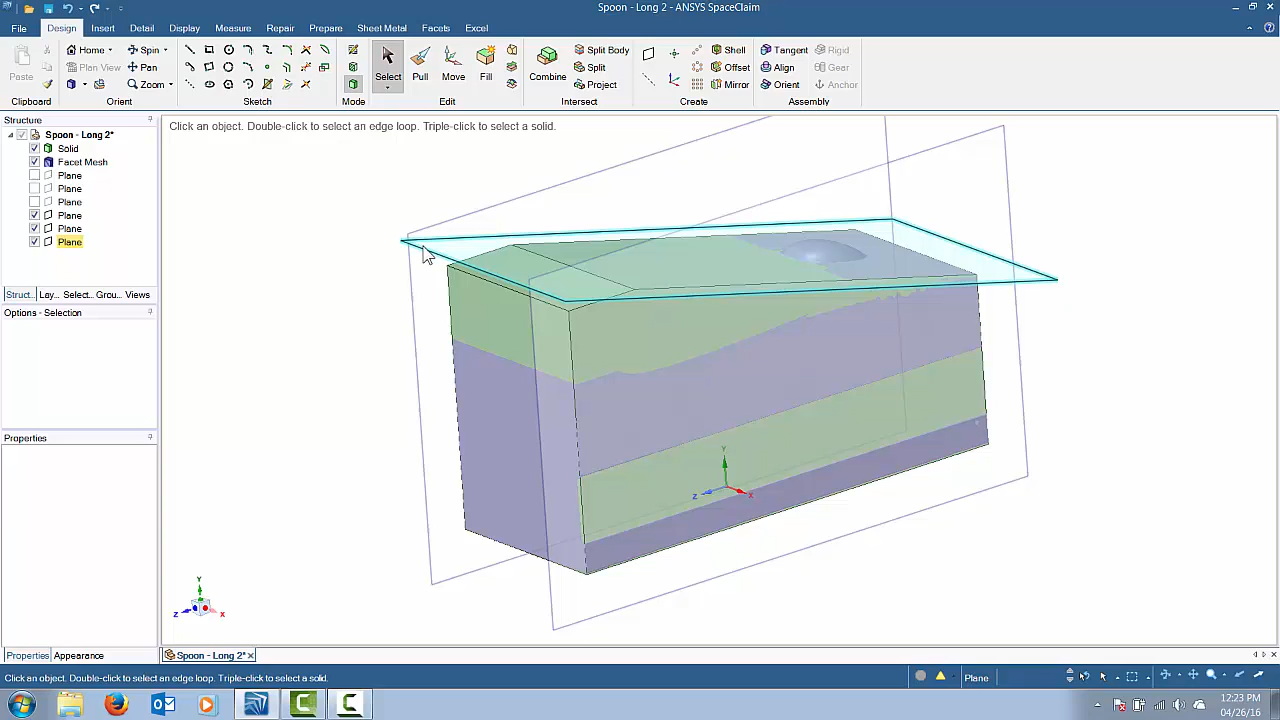 Spoon - Long 2 - ANSYS SpaceClaim
File Design Insert Detail Display Measure Repair Prepare Sheet Metal Facets Excel
Home Spin Split Body Shell Tangent Rigid
Paste Plan View Pan Select Pull Move Fill Combine Split Offset Align Gear
Zoom Project Mirror Orient Anchor
Clipboard Orient Sketch Mode Edit Intersect Create Assembly
Structure
Click an object. Double-click to select an edge loop. Triple-click to select a solid.
Spoon - Long 2*
Solid
Facet Mesh
Plane
Plane
Plane
Plane
Plane
Plane
Struct... Lay... Select... Grou... Views
Options - Selection
Properties
Y
Z
X
Y
Z
X
Properties Appearance
Spoon - Long 2*
Click an object. Double-click to select an edge loop. Triple-click to select a solid.
Plane
12:23 PM
04/26/16